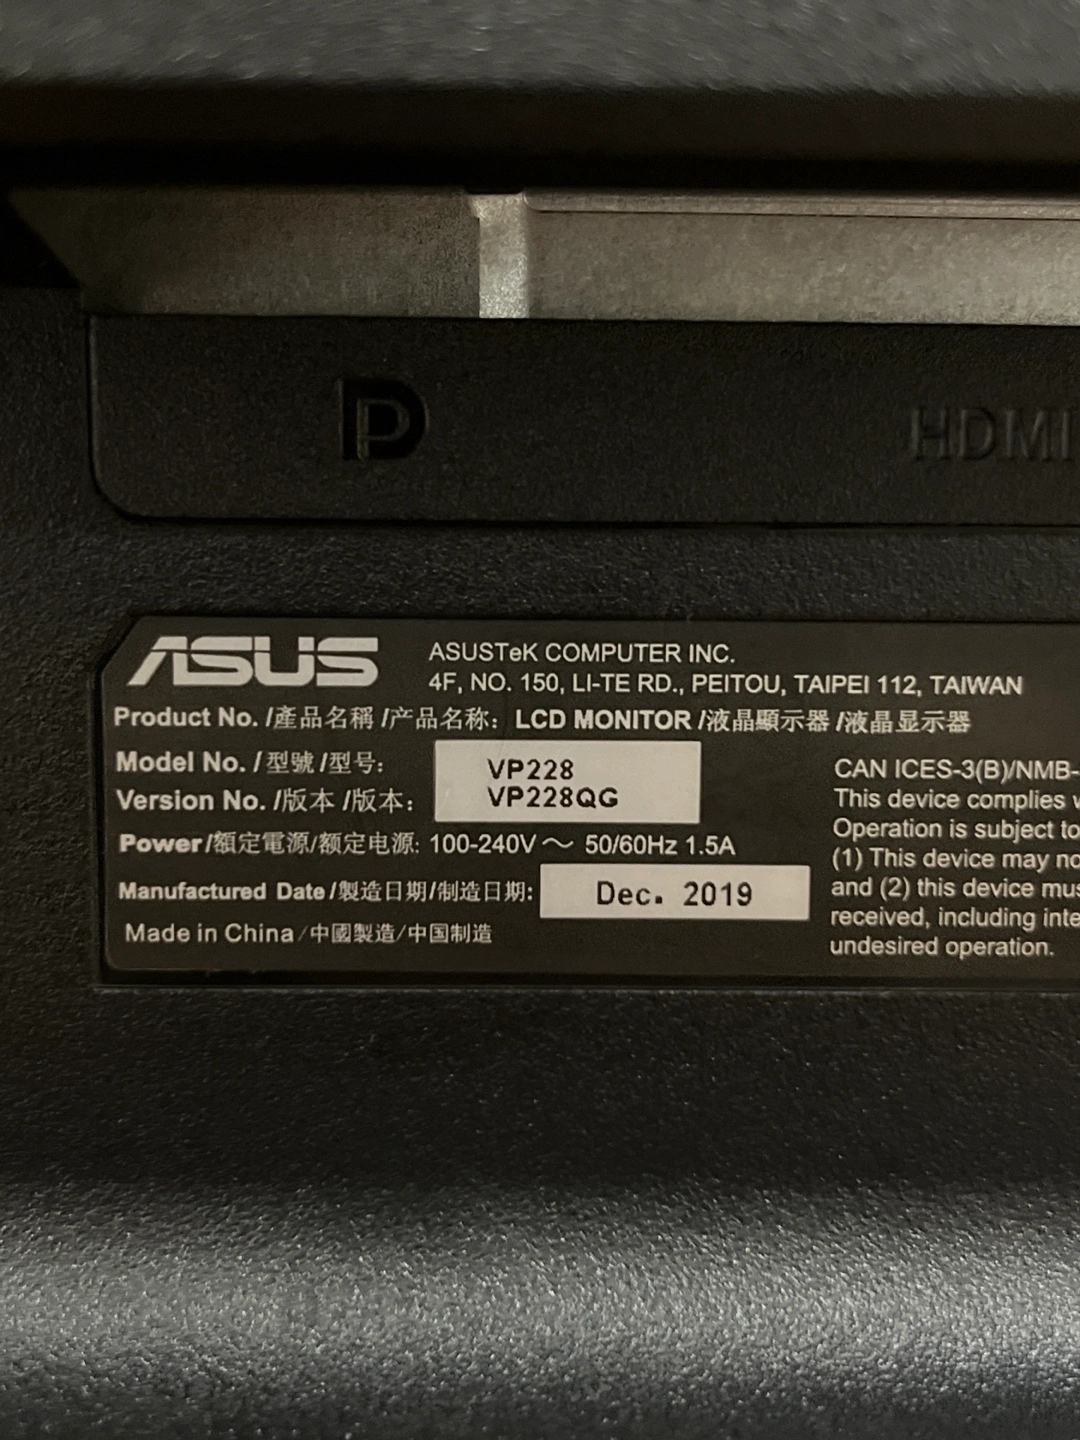 HDMI
ASUS
ASUSTeK COMPUTER INC.
4F, NO. 150, LI-TE RD., PEITOU, TAIPEI 112, TAIWAN
Product No. /產品名稱 /产品名称: LCD MONITOR /液晶顯示器 /液晶显示器
Model No. /型號 /型号: VP228
Version No. /版本 /版本: VP228QG
Power/額定電源/额定电源: 100-240V ～ 50/60Hz 1.5A
Manufactured Date /製造日期/制造日期: Dec. 2019
Made in China /中國製造/中国制造
CAN ICES-3(B)/NMB-
This device complies
Operation is subject to
(1) This device may
and (2) this device
received, including
undesired operation.